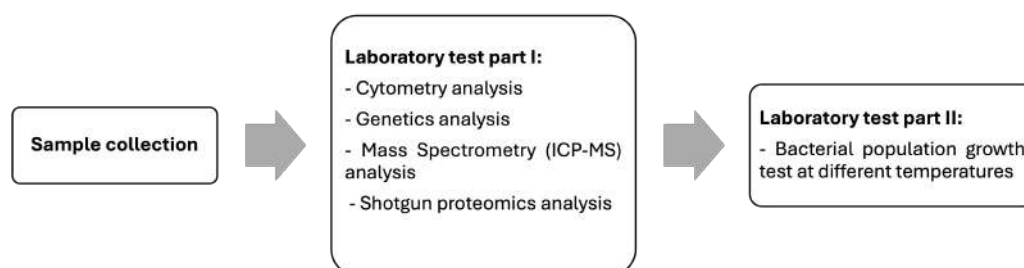 Sample collection
Laboratory test part I:
- Cytometry analysis
- Genetics analysis
- Mass Spectrometry (ICP-MS)
analysis
- Shotgun proteomics analysis
Laboratory test part II:
- Bacterial population growth
test at different temperatures